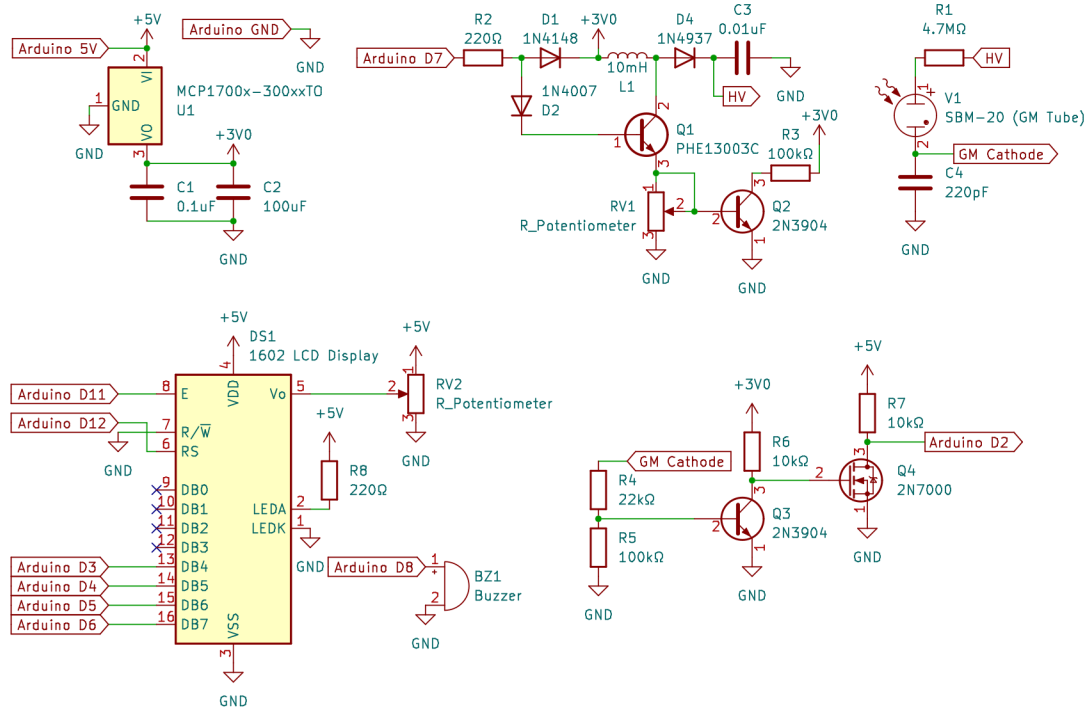 +5V
Arduino 5V
2
VI
1
GND
MCP1700x-300xxTO
U1
VO
3
GND
+3V0
C1
0.1uF
C2
100uF
GND
Arduino GND
GND
Arduino D7
R2
220Ω
D1
1N4148
+3V0
10mH
L1
D4
1N4937
C3
0.01uF
GND
HV
1N4007
D2
2
1
3
Q1
PHE13003C
R3
100kΩ
+3V0
1
RV1
2
R_Potentiometer
3
GND
3
2
Q2
2N3904
1
GND
R1
4.7MΩ
HV
1
+
V1
SBM-20 (GM Tube)
2
GM Cathode
C4
220pF
GND
+5V
DS1
1602 LCD Display
4
VDD
Arduino D11
8
E
Arduino D12
7
R/W
6
RS
GND
9
DB0
10
DB1
11
DB2
12
DB3
Arduino D3
13
DB4
Arduino D4
14
DB5
Arduino D5
15
DB6
Arduino D6
16
DB7
VSS
3
GND
Vo
5
LEDA
2
LEDK
1
GND
+5V
R8
220Ω
+5V
1
2
RV2
R_Potentiometer
3
GND
Arduino D8
1
+
BZ1
Buzzer
2
GND
GM Cathode
R4
22kΩ
R5
100kΩ
GND
+3V0
R6
10kΩ
3
2
Q3
2N3904
1
GND
+5V
R7
10kΩ
Arduino D2
3
2
Q4
2N7000
1
GND